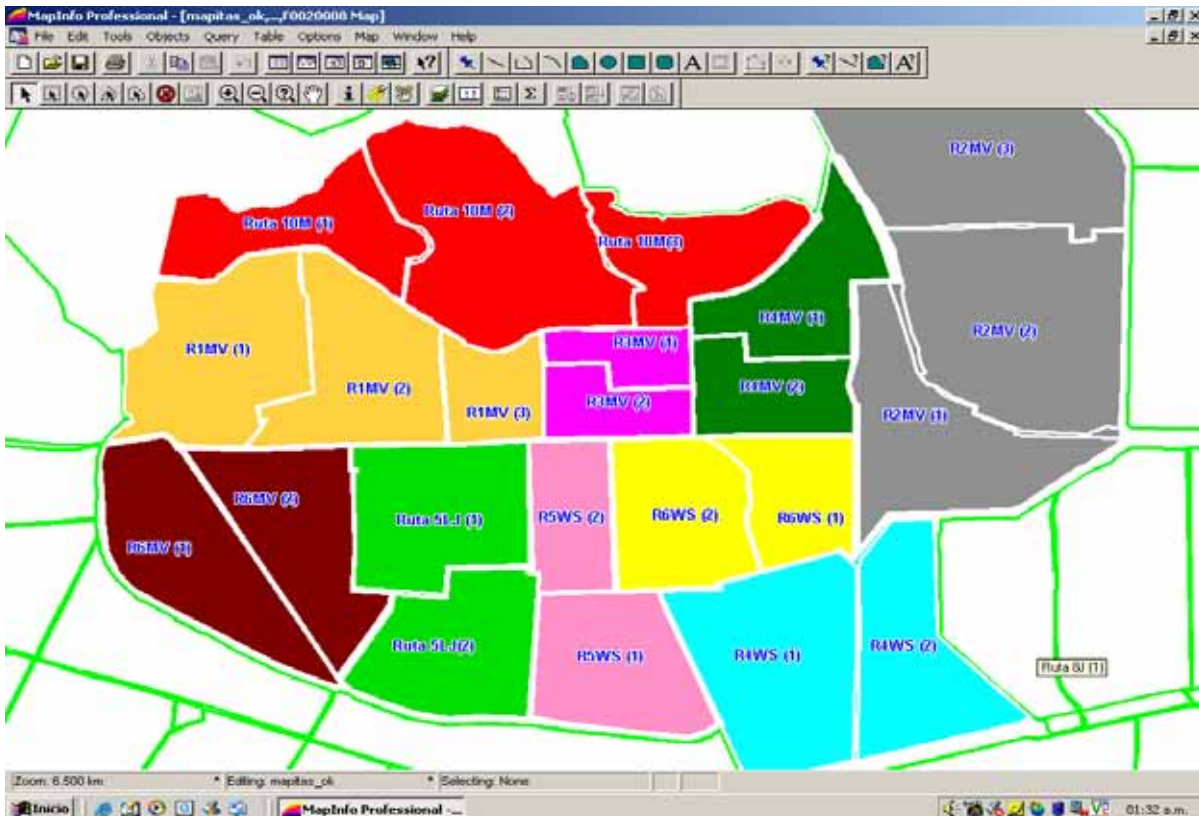 MapInfo Professional - [mapitas_ok,...,F0020008 Map]
File Edit Tools Objects Query Table Options Map Window Help
R2MV (3)
Ruta 10M (1)
Ruta 10M (2)
Ruta 10M(3)
R4MV (1)
R2MV (2)
R1MV (1)
R3MV (1)
R1MV (2)
R4MV (2)
R3MV (2)
R1MV (3)
R2MV (1)
R6MV (2)
R6MV (1)
Ruta 5LJ (1)
R5WS (2)
R6WS (2)
R6WS (1)
Ruta 5LJ(2)
R5WS (1)
R4WS (1)
R4WS (2)
Ruta 8J (1)
Zoom: 6.500 km
Editing: mapitas_ok
Selecting: None
Inicio
MapInfo Professional -...
01:32 a.m.